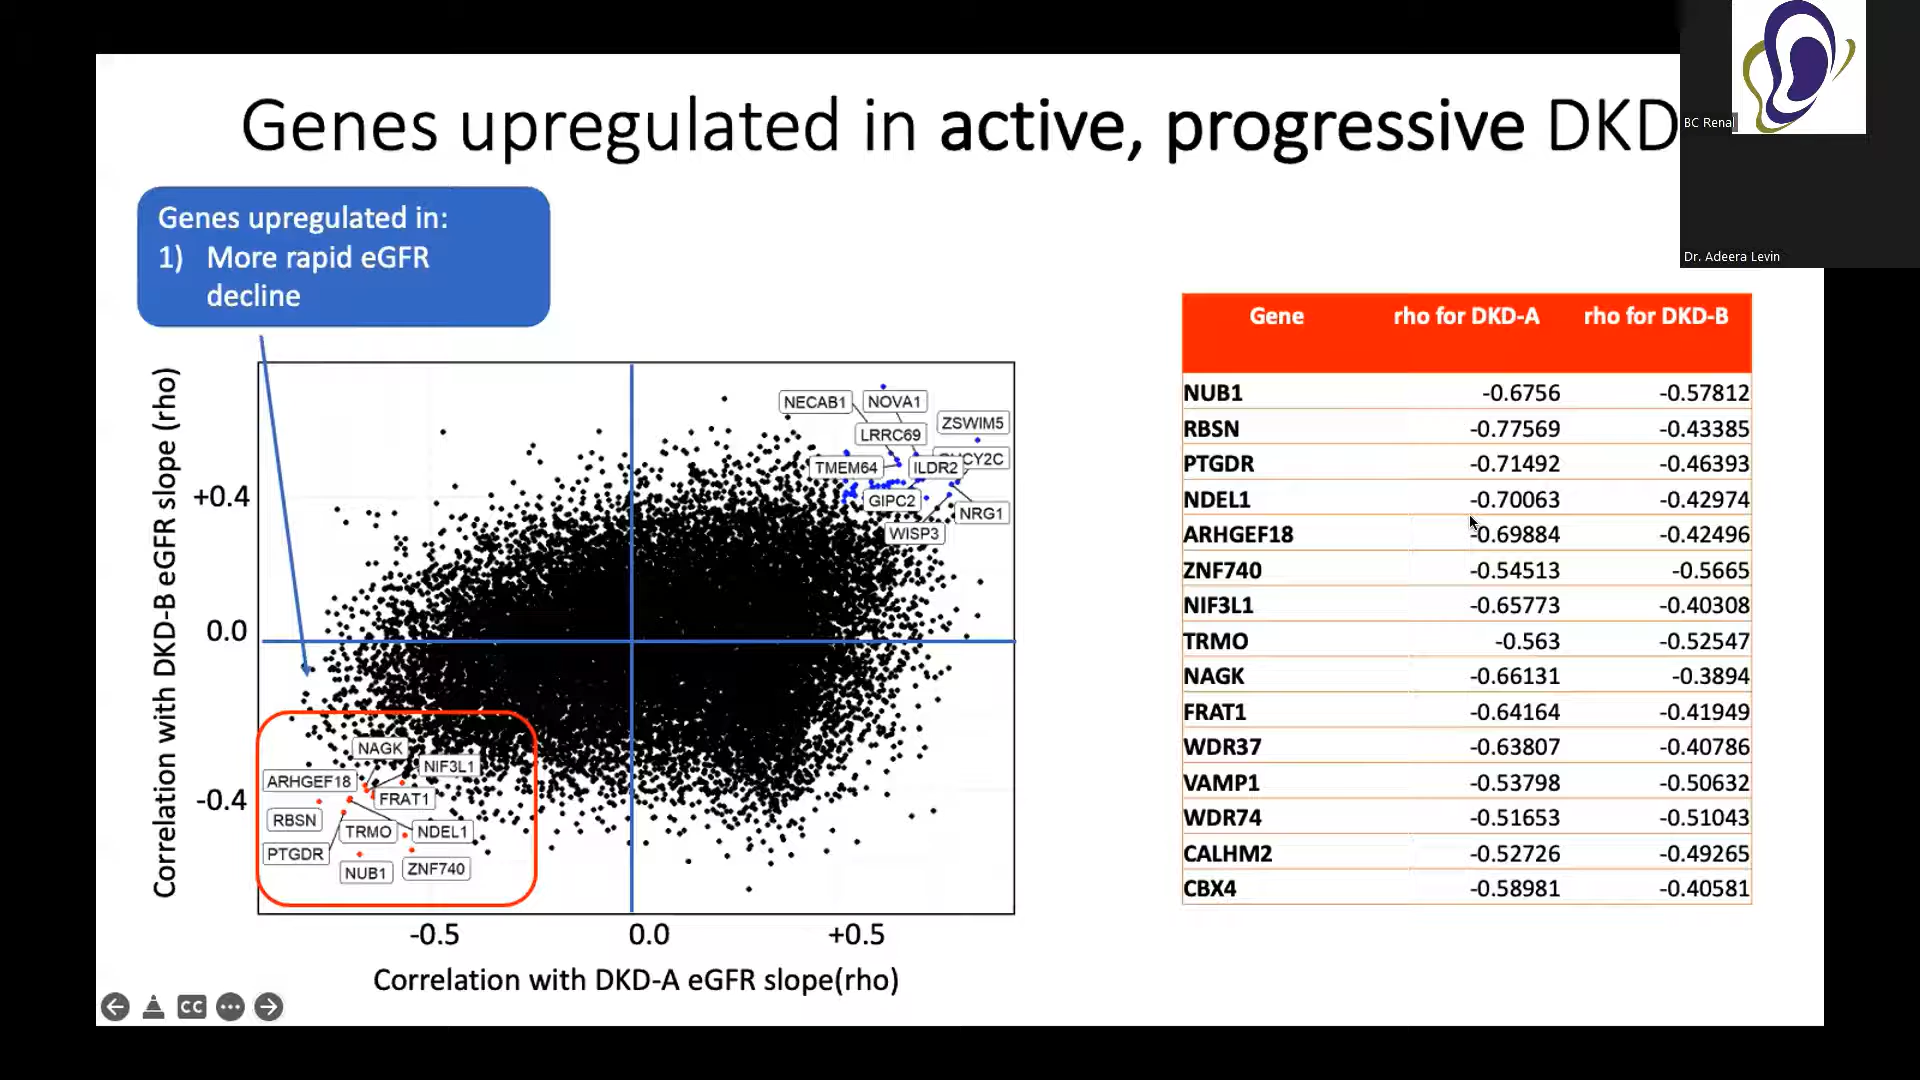 Genes upregulated in active, progressive DKD
BC Renal
Dr. Adeera Levin
Genes upregulated in:
1) More rapid eGFR
decline
Correlation with DKD-B eGFR slope (rho)
+0.4
0.0
-0.4
NECAB1
NOVA1
ZSWIM5
LRRC69
TMEM64
ILDR2
CY2C
GIPC2
NRG1
WISP3
NAGK
NIF3L1
ARHGEF18
FRAT1
RBSN
TRMO
NDEL1
PTGDR
NUB1
ZNF740
-0.5
0.0
+0.5
Correlation with DKD-A eGFR slope(rho)
Gene rho for DKD-A rho for DKD-B
NUB1 -0.6756 -0.57812
RBSN -0.77569 -0.43385
PTGDR -0.71492 -0.46393
NDEL1 -0.70063 -0.42974
ARHGEF18 -0.69884 -0.42496
ZNF740 -0.54513 -0.5665
NIF3L1 -0.65773 -0.40308
TRMO -0.563 -0.52547
NAGK -0.66131 -0.3894
FRAT1 -0.64164 -0.41949
WDR37 -0.63807 -0.40786
VAMP1 -0.53798 -0.50632
WDR74 -0.51653 -0.51043
CALHM2 -0.52726 -0.49265
CBX4 -0.58981 -0.40581
CC